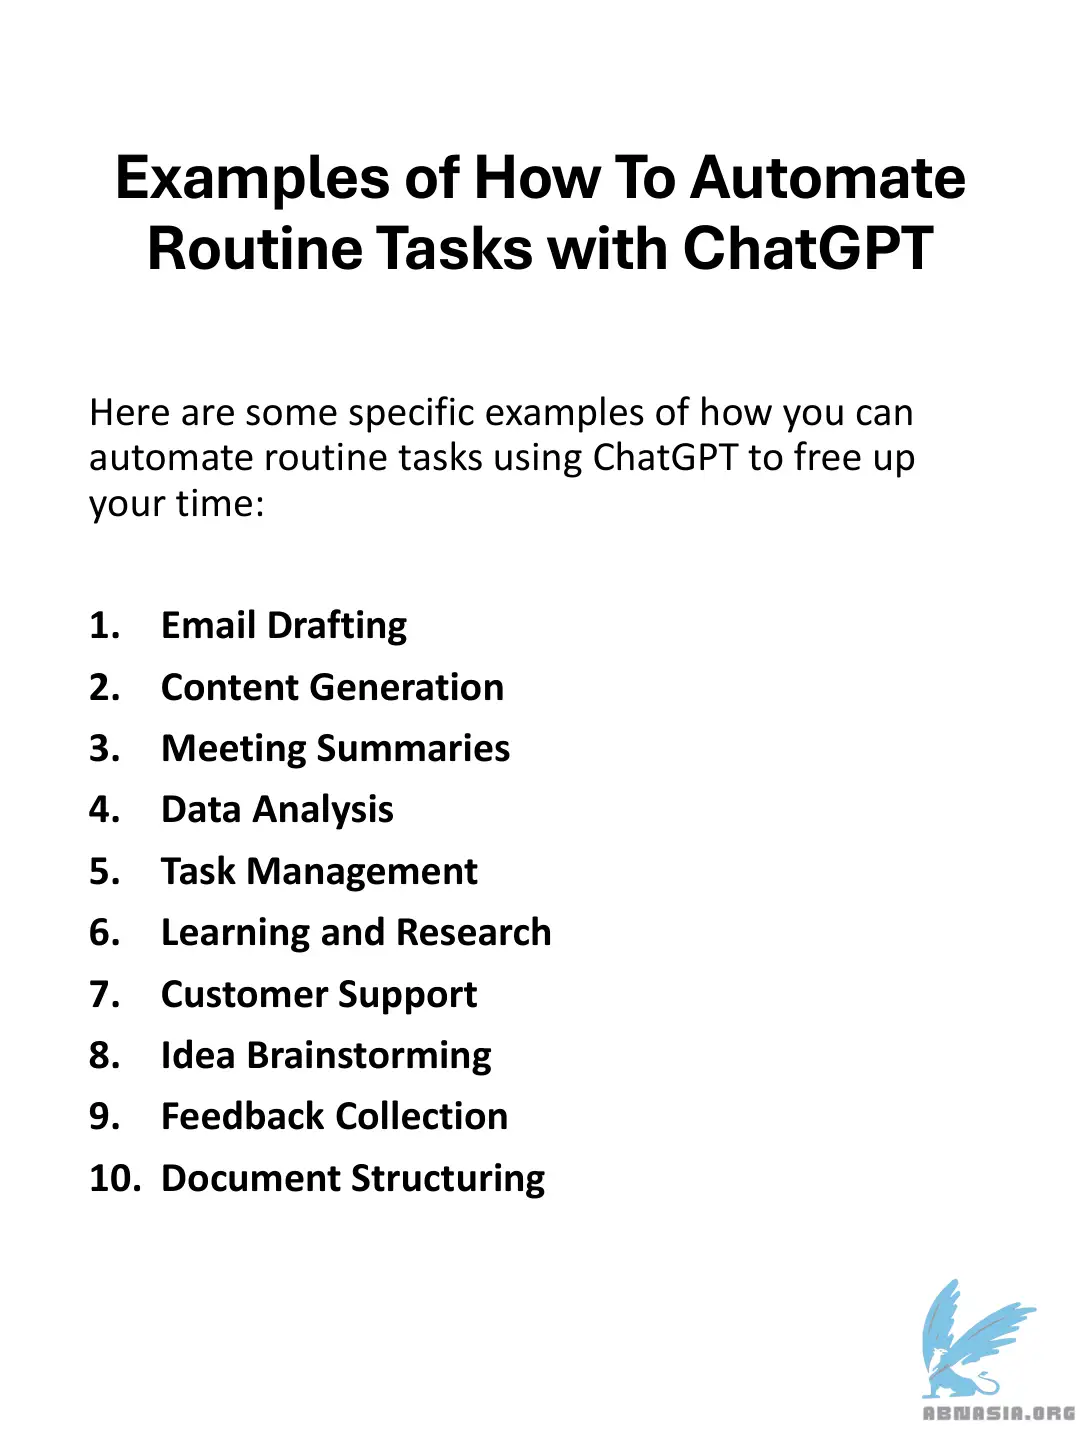 Examples of How To Automate
Routine Tasks with ChatGPT
Here are some specific examples of how you can
automate routine tasks using ChatGPT to free up
your time:
1. Email Drafting
2. Content Generation
3. Meeting Summaries
4. Data Analysis
5. Task Management
6. Learning and Research
7. Customer Support
8. Idea Brainstorming
9. Feedback Collection
10. Document Structuring
ABNASIA.ORG